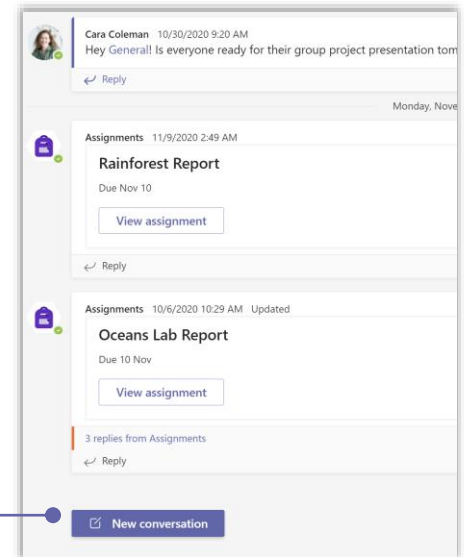 Cara Coleman 10/30/2020 9:20 AM
Hey General! Is everyone ready for their group project presentation
Reply
Monday,
Assignments 11/9/2020 2:49 AM
Rainforest Report
Due Nov 10
View assignment
Reply
Assignments 10/6/2020 10:29 AM Updated
Oceans Lab Report
Due 10 Nov
View assignment
3 replies from Assignments
Reply
New conversation